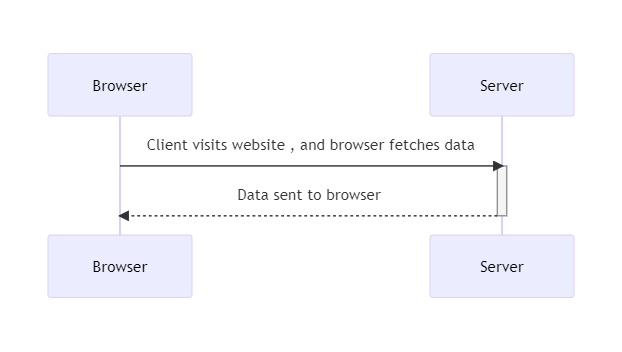 Browser
Server
Client visits website , and browser fetches data
Data sent to browser
Browser
Server